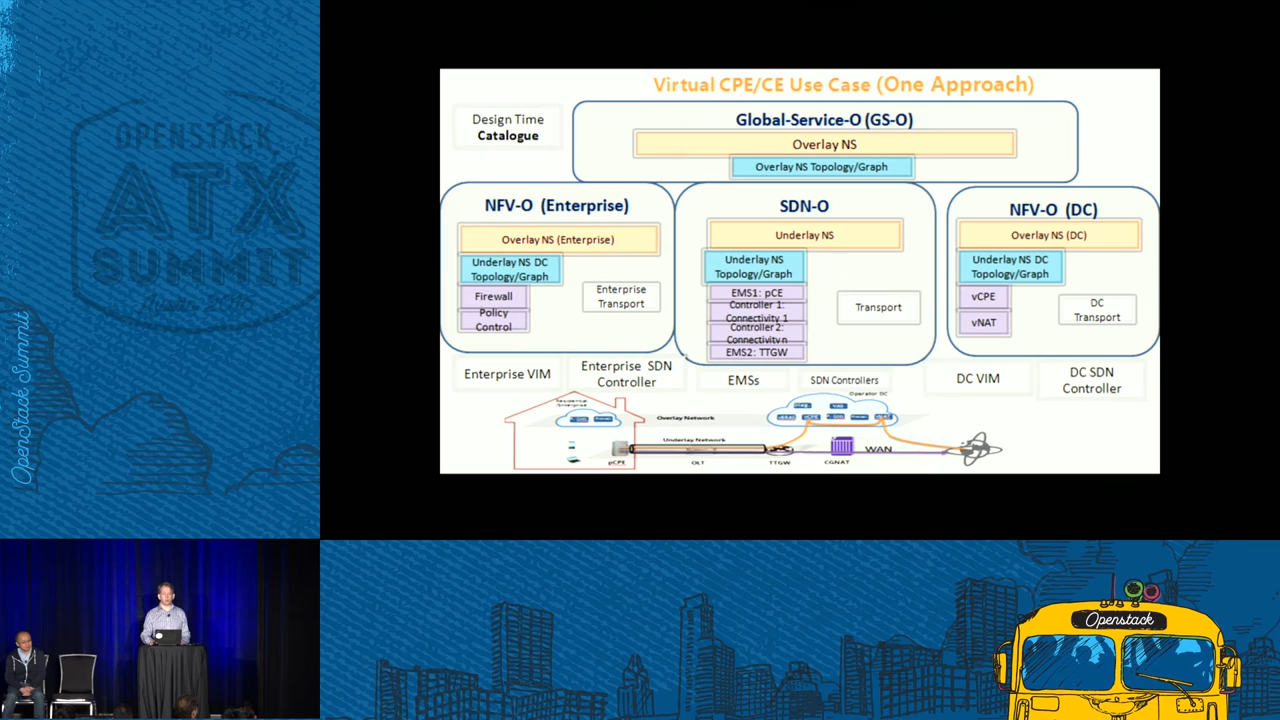 OPENSTACK
ATX
SUMMIT
OpenStack Summit
Virtual CPE/CE Use Case (One Approach)
Design Time
Catalogue
Global-Service-O (GS-O)
Overlay NS
Overlay NS Topology/Graph
NFV-O (Enterprise)
Overlay NS (Enterprise)
Underlay NS DC
Topology/Graph
Firewall
Policy
Control
Enterprise
Transport
SDN-O
Underlay NS
Underlay NS
Topology/Graph
EMS1: pCE
Controller 1:
Connectivity 1
Controller 2:
Connectivity n
EMS2: TTGW
Transport
NFV-O (DC)
Overlay NS (DC)
Underlay NS DC
Topology/Graph
vCPE
vNAT
DC
Transport
Enterprise VIM
Enterprise SDN
Controller
EMSs
SDN Controllers
DC VIM
DC SDN
Controller
Residential
/Enterprise
Operator DC
Overlay Network
Underlay Network
pCPE
OLT
TTGW
CGNAT
WAN
Openstack